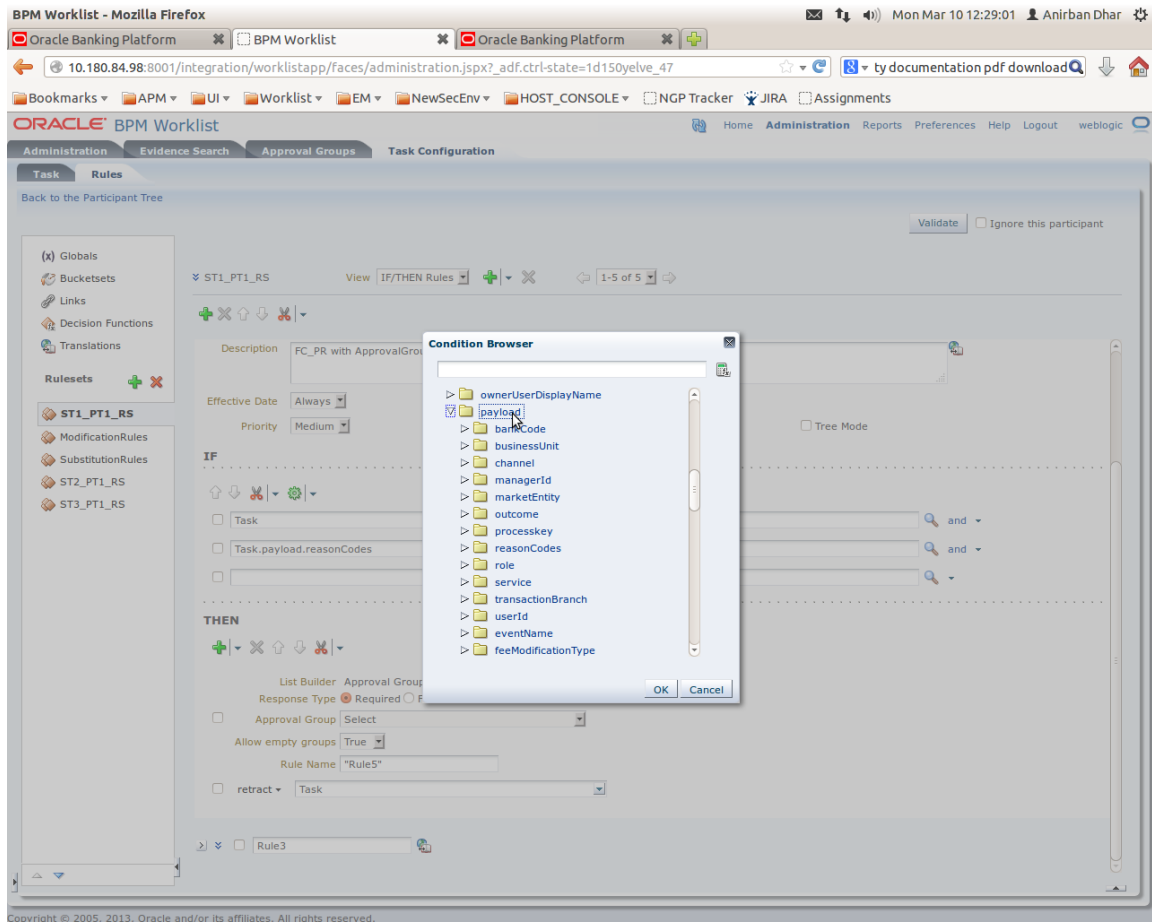 BPM Worklist - Mozilla Firefox
Mon Mar 10 12:29:01 Anirban Dhar
Oracle Banking Platform BPM Worklist Oracle Banking Platform
10.180.84.98:8001/integration/worklistapp/faces/administration.jspx?_adf.ctrl-state=1d150yelve_47 ty documentation pdf download
Bookmarks APM UI Worklist EM NewSecEnv HOST_CONSOLE NGP Tracker JIRA Assignments
ORACLE BPM Worklist Home Administration Reports Preferences Help Logout weblogic
Administration Evidence Search Approval Groups Task Configuration
Task Rules
Back to the Participant Tree
Validate Ignore this participant
(x) Globals
Bucketsets
Links
Decision Functions
Translations
Rulesets
ST1_PT1_RS
ModificationRules
SubstitutionRules
ST2_PT1_RS
ST3_PT1_RS
ST1_PT1_RS View IF/THEN Rules 1-5 of 5
Description FC_PR with ApprovalGrou
Effective Date Always
Priority Medium Tree Mode
IF
Task and
Task.payload.reasonCodes and
THEN
List Builder Approval Group
Response Type Required
Approval Group Select
Allow empty groups True
Rule Name "Rule5"
retract Task
Rule3
Condition Browser
ownerUserDisplayName
payload
bankCode
businessUnit
channel
managerId
marketEntity
outcome
processkey
reasonCodes
role
service
transactionBranch
userId
eventName
feeModificationType
OK Cancel
Copyright © 2005, 2013, Oracle and/or its affiliates. All rights reserved.